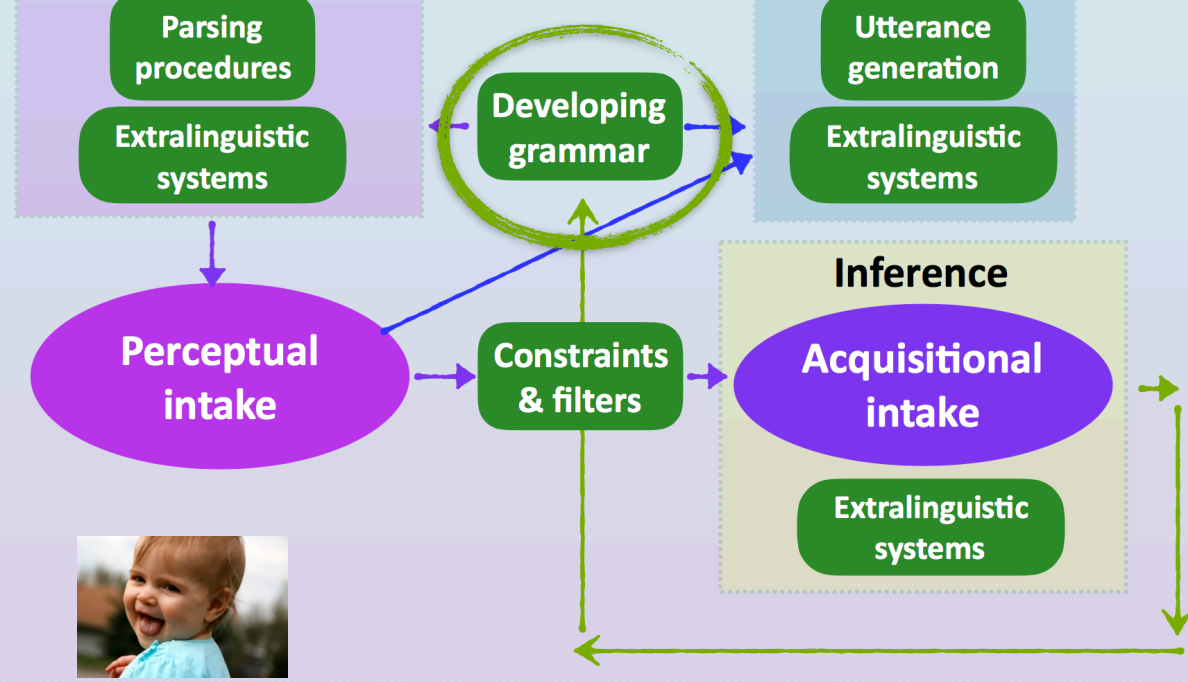 Parsing
procedures
Extralinguistic
systems
Developing
grammar
Utterance
generation
Extralinguistic
systems
Perceptual
intake
Constraints
& filters
Inference
Acquisitional
intake
Extralinguistic
systems